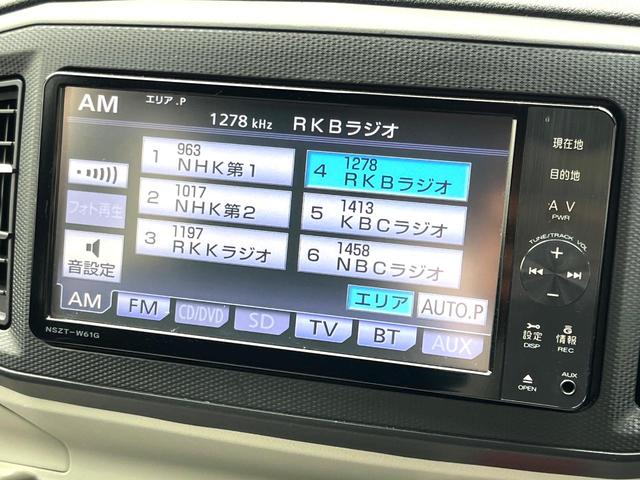 AM
エリア.P
1278 kHz RKBラジオ
フォト再生
音設定
1 963 NHK第1
2 1017 NHK第2
3 1197 RKKラジオ
4 1278 RKBラジオ
5 1413 KBCラジオ
6 1458 NBCラジオ
エリア AUTO.P
AM FM CD/DVD SD TV BT AUX
NSZT-W61G
現在地
目的地
AV
PWR
TUNE/TRACK VOL
+
−
設定 DISP
情報 REC
OPEN
AUX